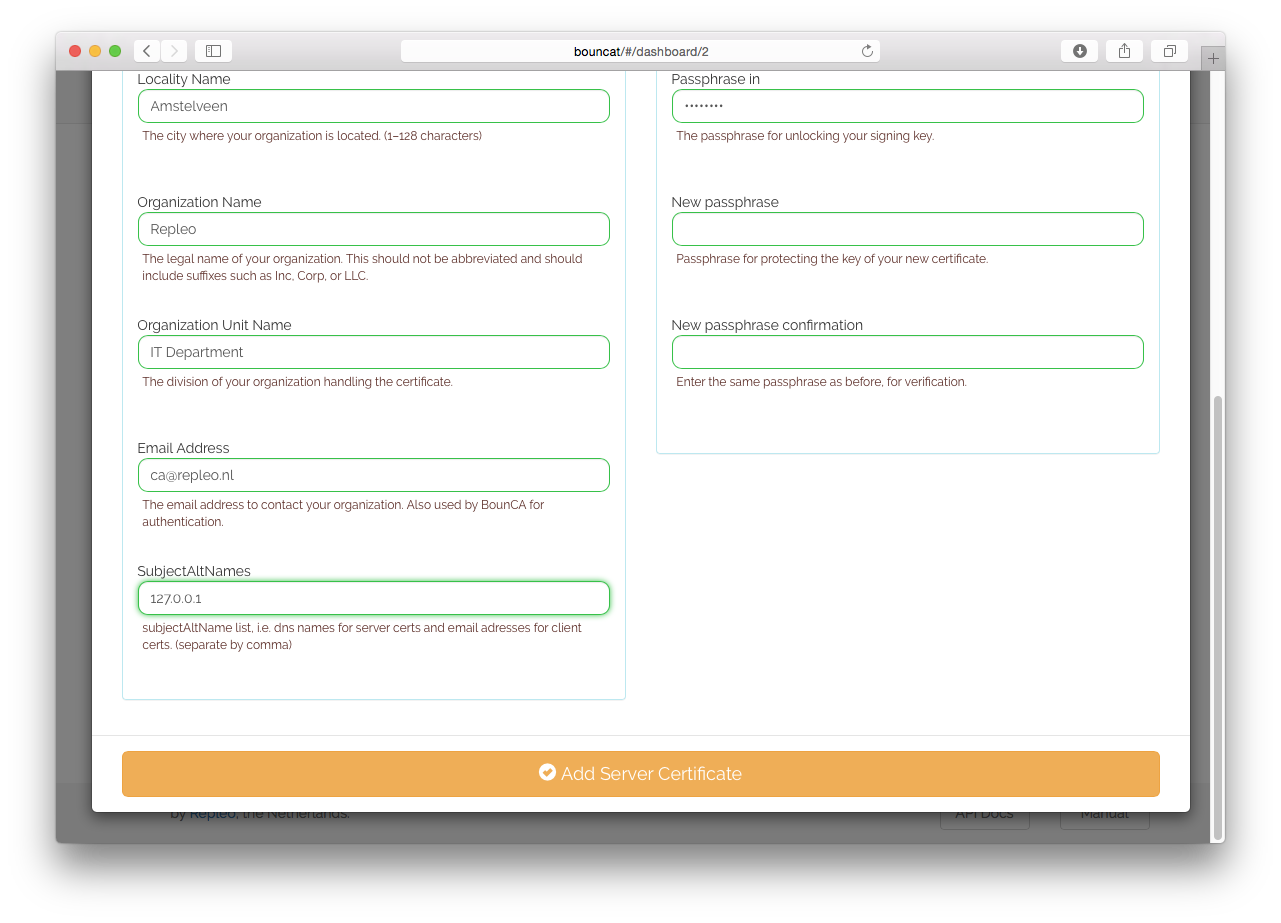 bouncat/#/dashboard/2
Locality Name
Amstelveen
The city where your organization is located. (1–128 characters)
Organization Name
Repleo
The legal name of your organization. This should not be abbreviated and should
include suffixes such as Inc, Corp, or LLC.
Organization Unit Name
IT Department
The division of your organization handling the certificate.
Email Address
ca@repleo.nl
The email address to contact your organization. Also used by BounCA for
authentication.
SubjectAltNames
127.0.0.1
subjectAltName list, i.e. dns names for server certs and email adresses for client
certs. (separate by comma)
Passphrase in
••••••••
The passphrase for unlocking your signing key.
New passphrase
Passphrase for protecting the key of your new certificate.
New passphrase confirmation
Enter the same passphrase as before, for verification.
Add Server Certificate
by Repleo, the Netherlands.
API Docs
Manual